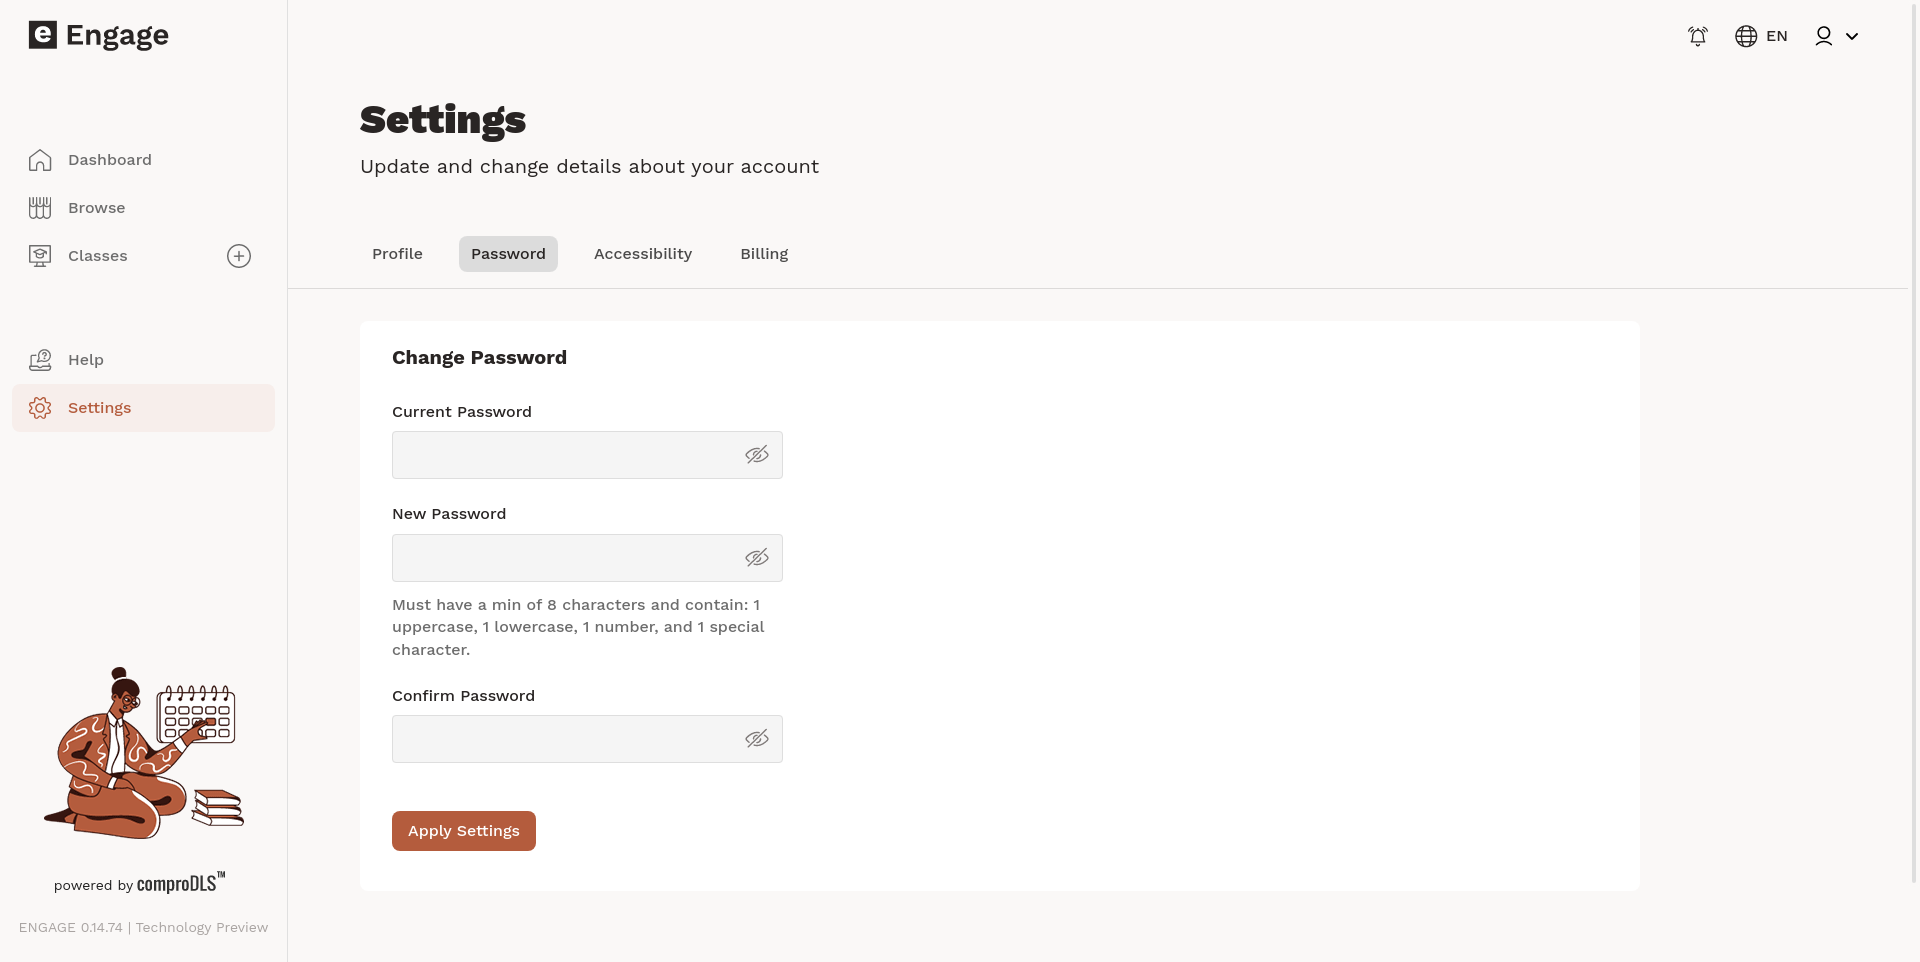 e Engage
EN
Settings
Update and change details about your account
Dashboard
Browse
Classes
Help
Settings
Profile
Password
Accessibility
Billing
Change Password
Current Password
New Password
Must have a min of 8 characters and contain: 1
uppercase, 1 lowercase, 1 number, and 1 special
character.
Confirm Password
Apply Settings
powered by comproDLS™
ENGAGE 0.14.74 | Technology Preview